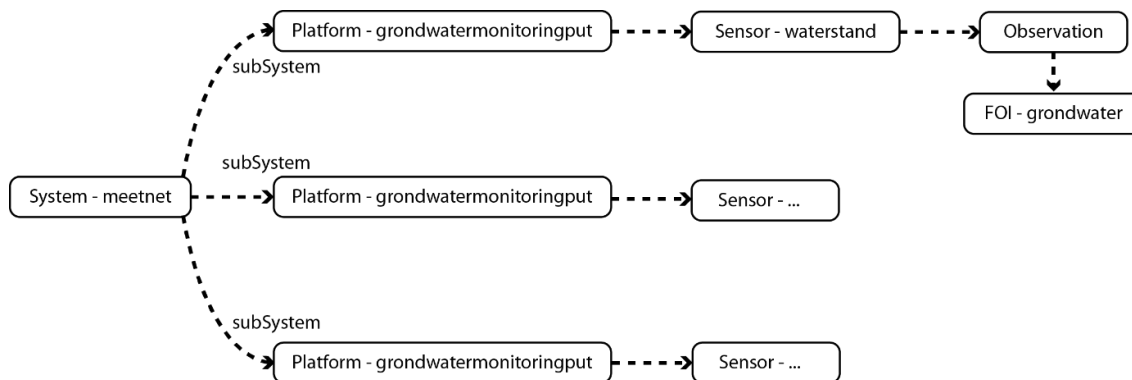 Platform - grondwatermonitoringput
Sensor - waterstand
Observation
subSystem
FOI - grondwater
subSystem
System - meetnet
Platform - grondwatermonitoringput
Sensor - ...
subSystem
Platform - grondwatermonitoringput
Sensor - ...